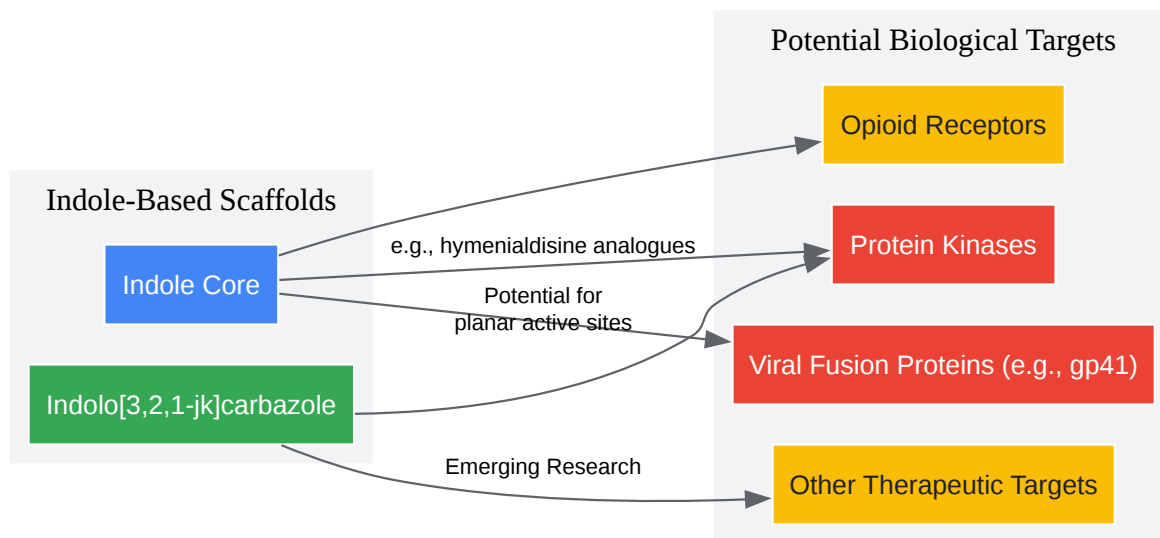 Potential Biological Targets
Opioid Receptors
Indole-Based Scaffolds
Protein Kinases
e.g., hymenialdisine analogues
Indole Core
Potential for
planar active sites
Viral Fusion Proteins (e.g., gp41)
Indolo[3,2,1-jk]carbazole
Emerging Research
Other Therapeutic Targets